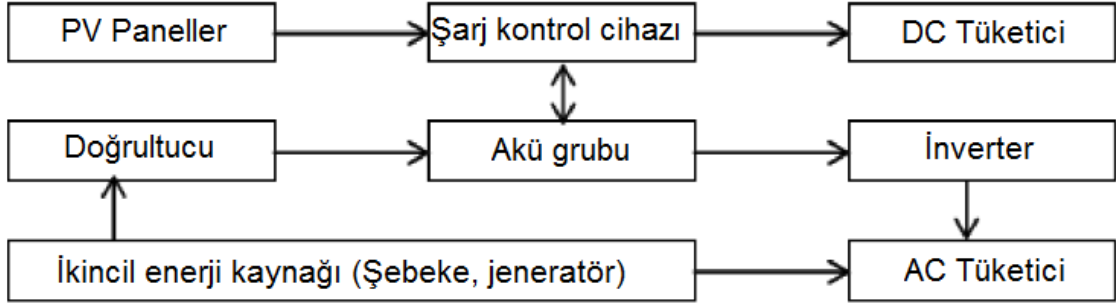 PV Paneller
Şarj kontrol cihazı
DC Tüketici
Doğrultucu
Akü grubu
İnverter
İkincil enerji kaynağı (Şebeke, jeneratör)
AC Tüketici